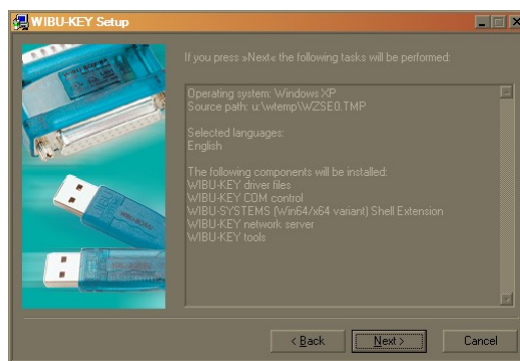 WIBU-KEY Setup
If you press »Next« the following tasks will be performed:
Operating system: Windows XP
Source path: u:\wtemp\WZSE0.TMP
Selected languages:
English
The following components will be installed:
WIBU-KEY driver files
WIBU-KEY COM control
WIBU-SYSTEMS (Win64/x64 variant) Shell Extension
WIBU-KEY network server
WIBU-KEY tools
< Back
Next >
Cancel